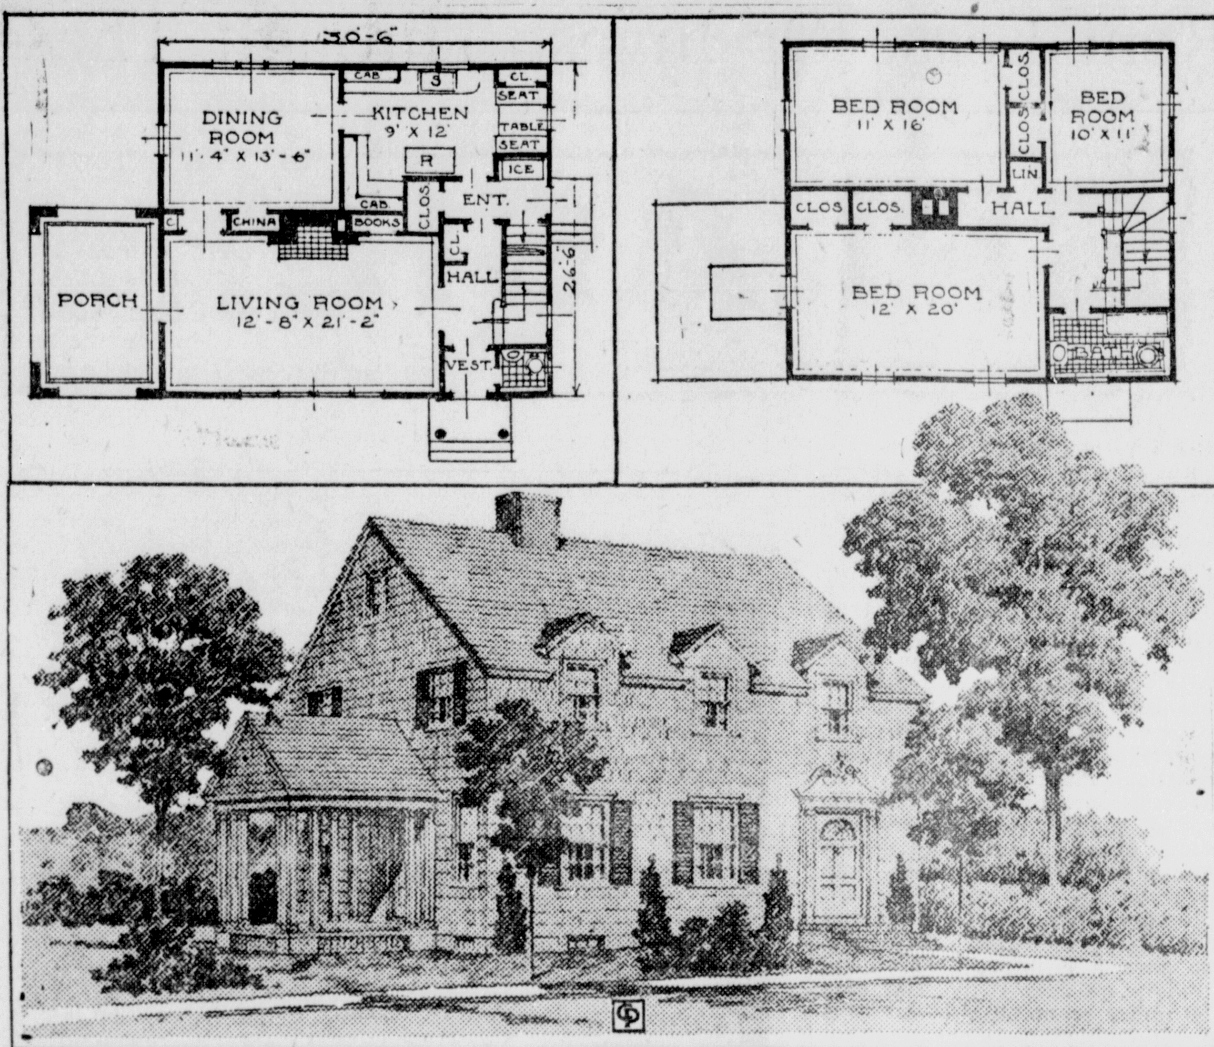 30'-6"
CAB
S
CL.
SEAT
KITCHEN
9' X 12'
TABLE
SEAT
DINING
ROOM
11'-4" X 13'-6"
R
ICE
CLOS.
ENT.
CAB.
C.
CHINA
BOOKS
CL.
HALL
26'-6"
PORCH
LIVING ROOM
12'-8" X 21'-2"
VEST.
BED ROOM
11' X 16'
CLOS.
CLOS.
BED
ROOM
10' X 11'
LIN
CLOS
CLOS.
HALL
BED ROOM
12' X 20'
BATH